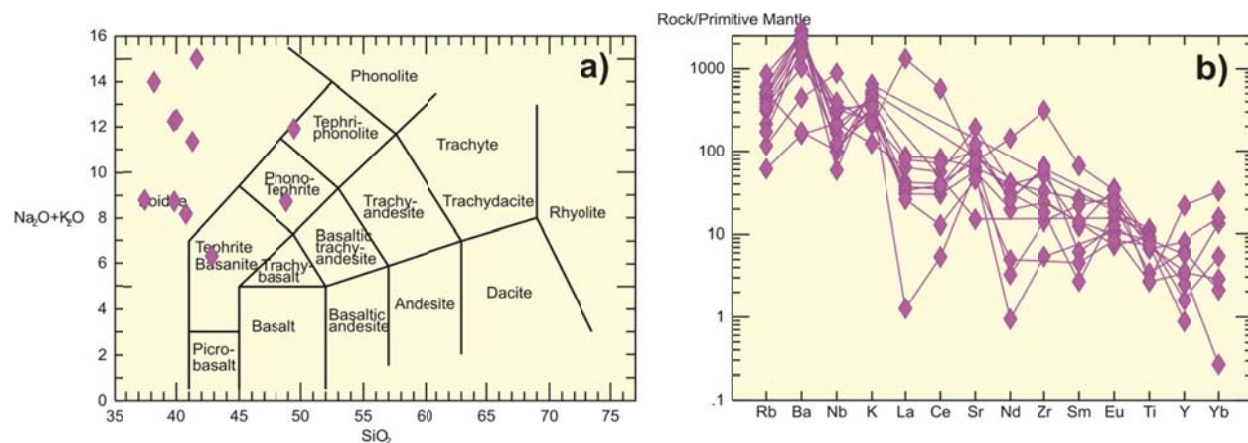 a)
16
14
12
10
8
6
4
2
0
Na₂O+K₂O
Phonolite
Tephri-
phonolite
Trachyte
Phono-
Tephrite
Trachy-
andesite
Trachydacite
Rhyolite
Tephrite
Basanite
Basaltic
trachy-
andesite
Trachy-
basalt
Dacite
Andesite
Basalt
Basaltic
andesite
Picro-
basalt
35 40 45 50 55 60 65 70 75
SiO₂
Rock/Primitive Mantle
b)
1000
100
10
1
.1
Rb Ba Nb K La Ce Sr Nd Zr Sm Eu Ti Y Yb